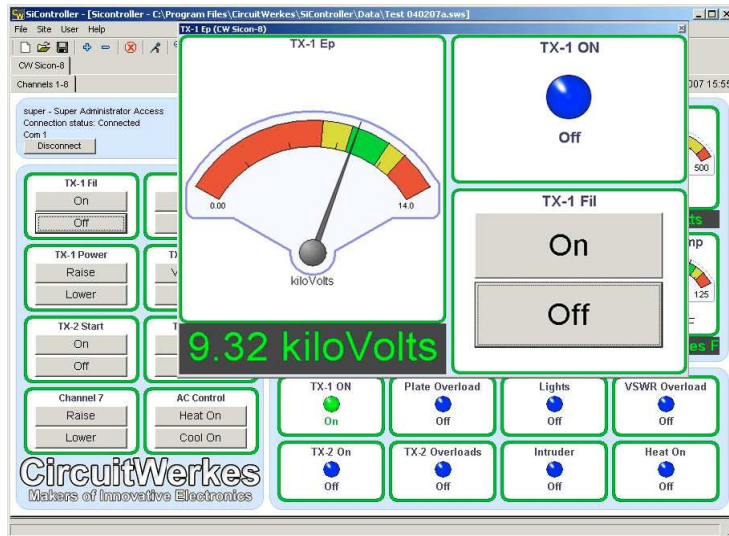 SiController - [Sicontroller - C:\Program Files\CircuitWerkes\SiController\Data\Test 040207a.sws]
File Site User Help
CW Sicon-8
Channels 1-8
007 15:55
super - Super Administrator Access
Connection status: Connected
Com 1
Disconnect
TX-1 Fil
On
Off
TX-1 Power
Raise
Lower
TX-2 Start
On
Off
Channel 7
Raise
Lower
AC Control
Heat On
Cool On
CircuitWerkes
Makers of Innovative Electronics
TX-1 Ep (CW Sicon-8)
TX-1 Ep
0.00
14.0
kiloVolts
9.32 kiloVolts
TX-1 ON
Off
TX-1 Fil
On
Off
500
125
TX-1 ON
On
Plate Overload
Off
Lights
Off
VSWR Overload
Off
TX-2 On
Off
TX-2 Overloads
Off
Intruder
Off
Heat On
Off